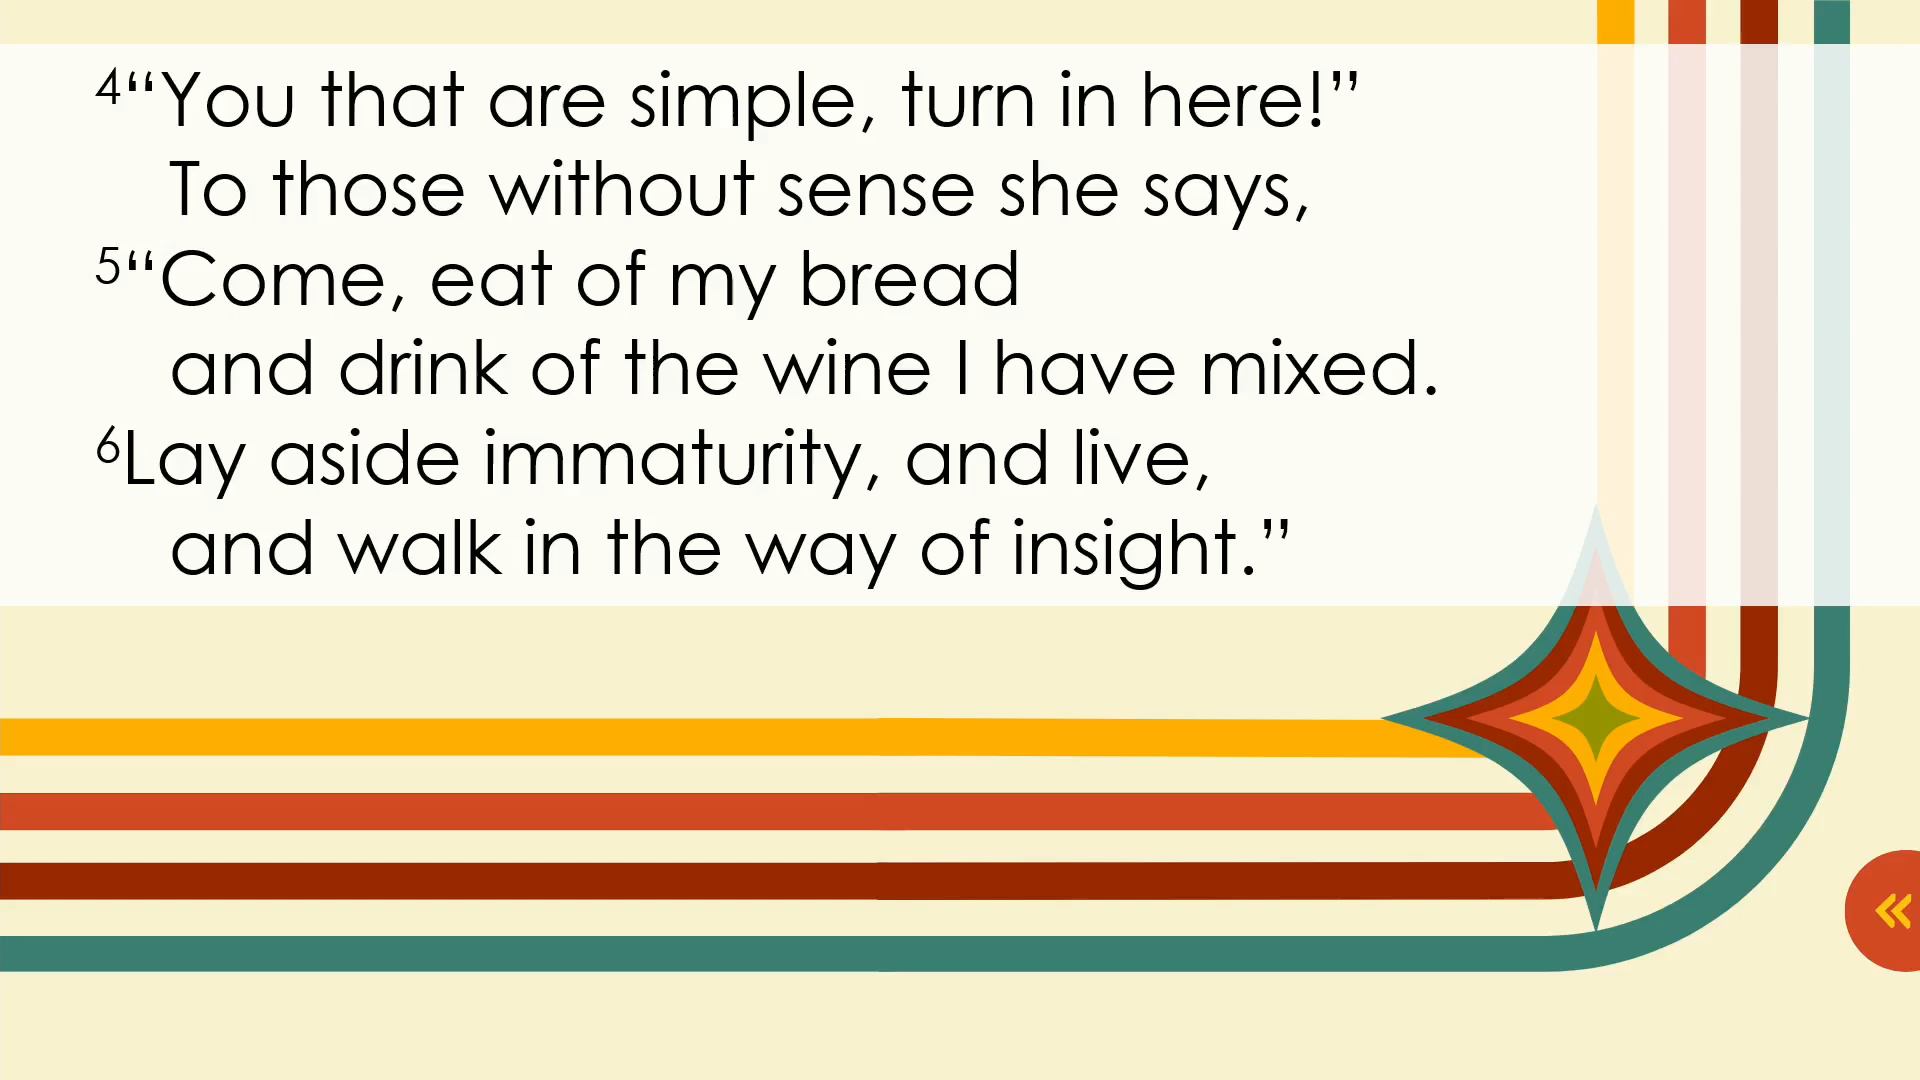 4“You that are simple, turn in here!”
To those without sense she says,
5“Come, eat of my bread
and drink of the wine I have mixed.
6Lay aside immaturity, and live,
and walk in the way of insight.”
«